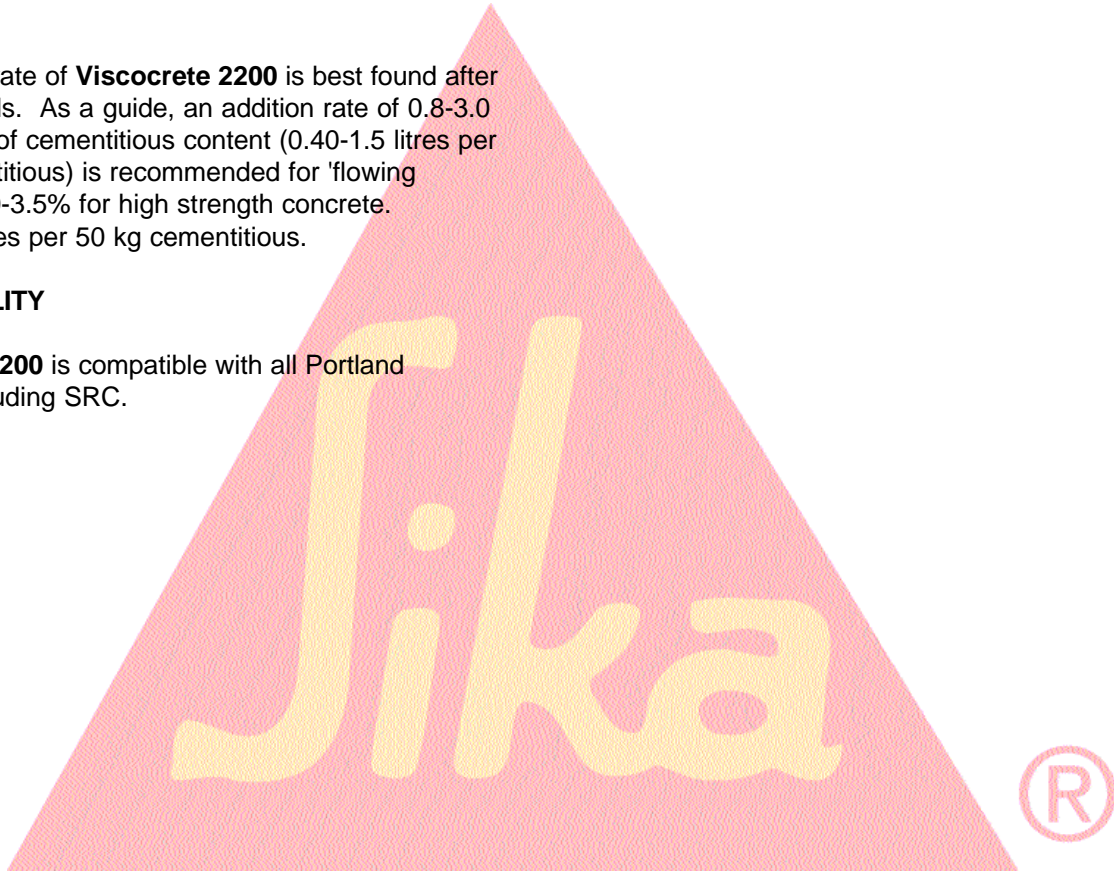 ate of Viscocrete 2200 is best found after
ls. As a guide, an addition rate of 0.8-3.0
of cementitious content (0.40-1.5 litres per
titious) is recommended for 'flowing
-3.5% for high strength concrete.
es per 50 kg cementitious.
LITY
200 is compatible with all Portland
uding SRC.
Sika
®